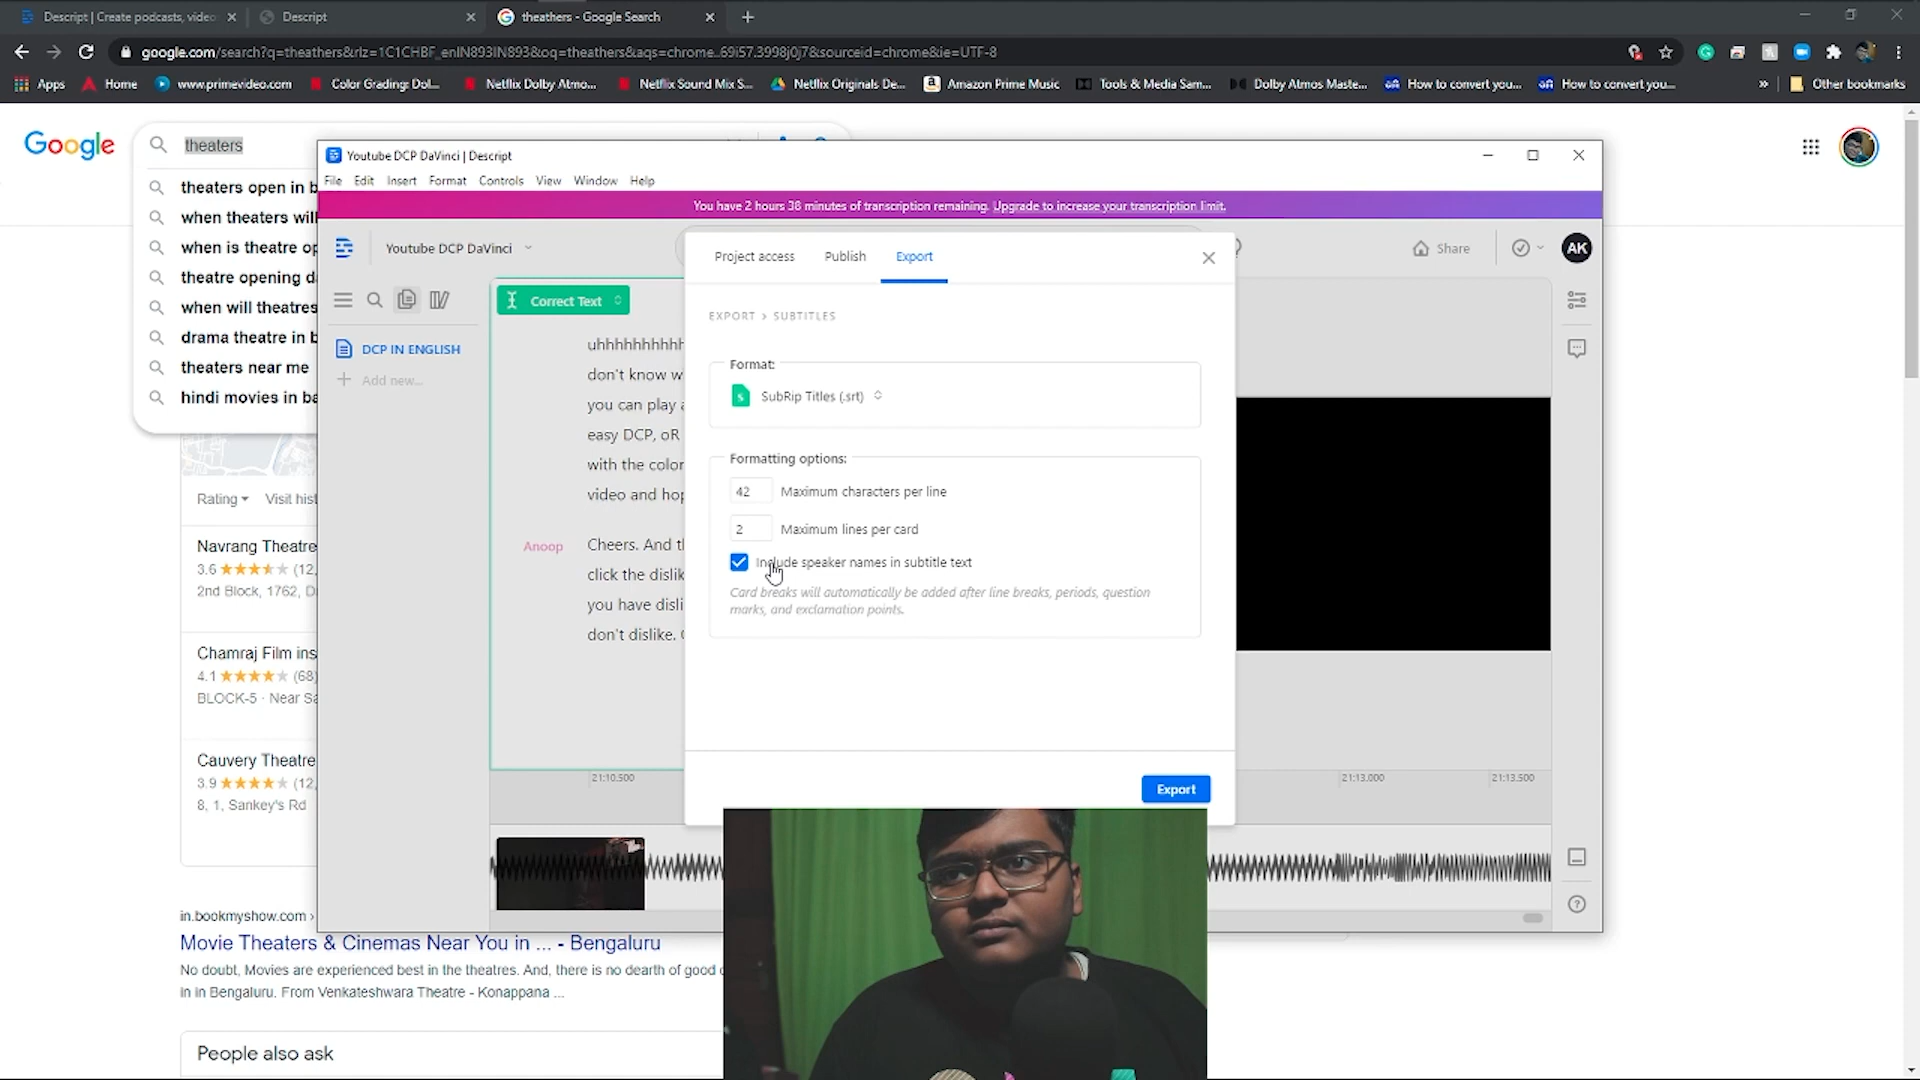 Descript | Create podcasts, video
Descript
theathers - Google Search
google.com/search?q=theathers&rlz=1C1CHBF_enIN893IN893&oq=theathers&aqs=chrome..69i57.3998j0j7&sourceid=chrome&ie=UTF-8
Apps
Home
www.primevideo.com
Color Grading: Dol...
Netflix Dolby Atmo...
Netflix Sound Mix S...
Netflix Originals De...
Amazon Prime Music
Tools & Media Sam...
Dolby Atmos Maste...
How to convert you...
How to convert you...
Other bookmarks
Google
theaters
theaters open in b
when theaters will
when is theatre op
theatre opening da
when will theatres
drama theatre in b
theaters near me
hindi movies in ba
Rating
Visit hist
Navrang Theatre
3.6
(12,
2nd Block, 1762, D
Chamraj Film ins
4.1
(68)
BLOCK-5 · Near Sa
Cauvery Theatre
3.9
(12,
8, 1, Sankey's Rd
in.bookmyshow.com ›
Movie Theaters & Cinemas Near You in ... - Bengaluru
No doubt, Movies are experienced best in the theatres. And, there is no dearth of good
in in Bengaluru. From Venkateshwara Theatre - Konappana ...
People also ask
Youtube DCP DaVinci | Descript
File Edit Insert Format Controls View Window Help
You have 2 hours 38 minutes of transcription remaining. Upgrade to increase your transcription limit.
Youtube DCP DaVinci
Share
AK
DCP IN ENGLISH
Add new...
Correct Text
uhhhhhhhhhh
don't know w
you can play a
easy DCP, oR
with the color
video and hop
Anoop
Cheers. And th
click the dislik
you have disli
don't dislike.
Project access
Publish
Export
EXPORT > SUBTITLES
Format:
SubRip Titles (.srt)
Formatting options:
42 Maximum characters per line
2 Maximum lines per card
Include speaker names in subtitle text
Card breaks will automatically be added after line breaks, periods, question
marks, and exclamation points.
Export
21:10.500
21:13.000
21:13.500